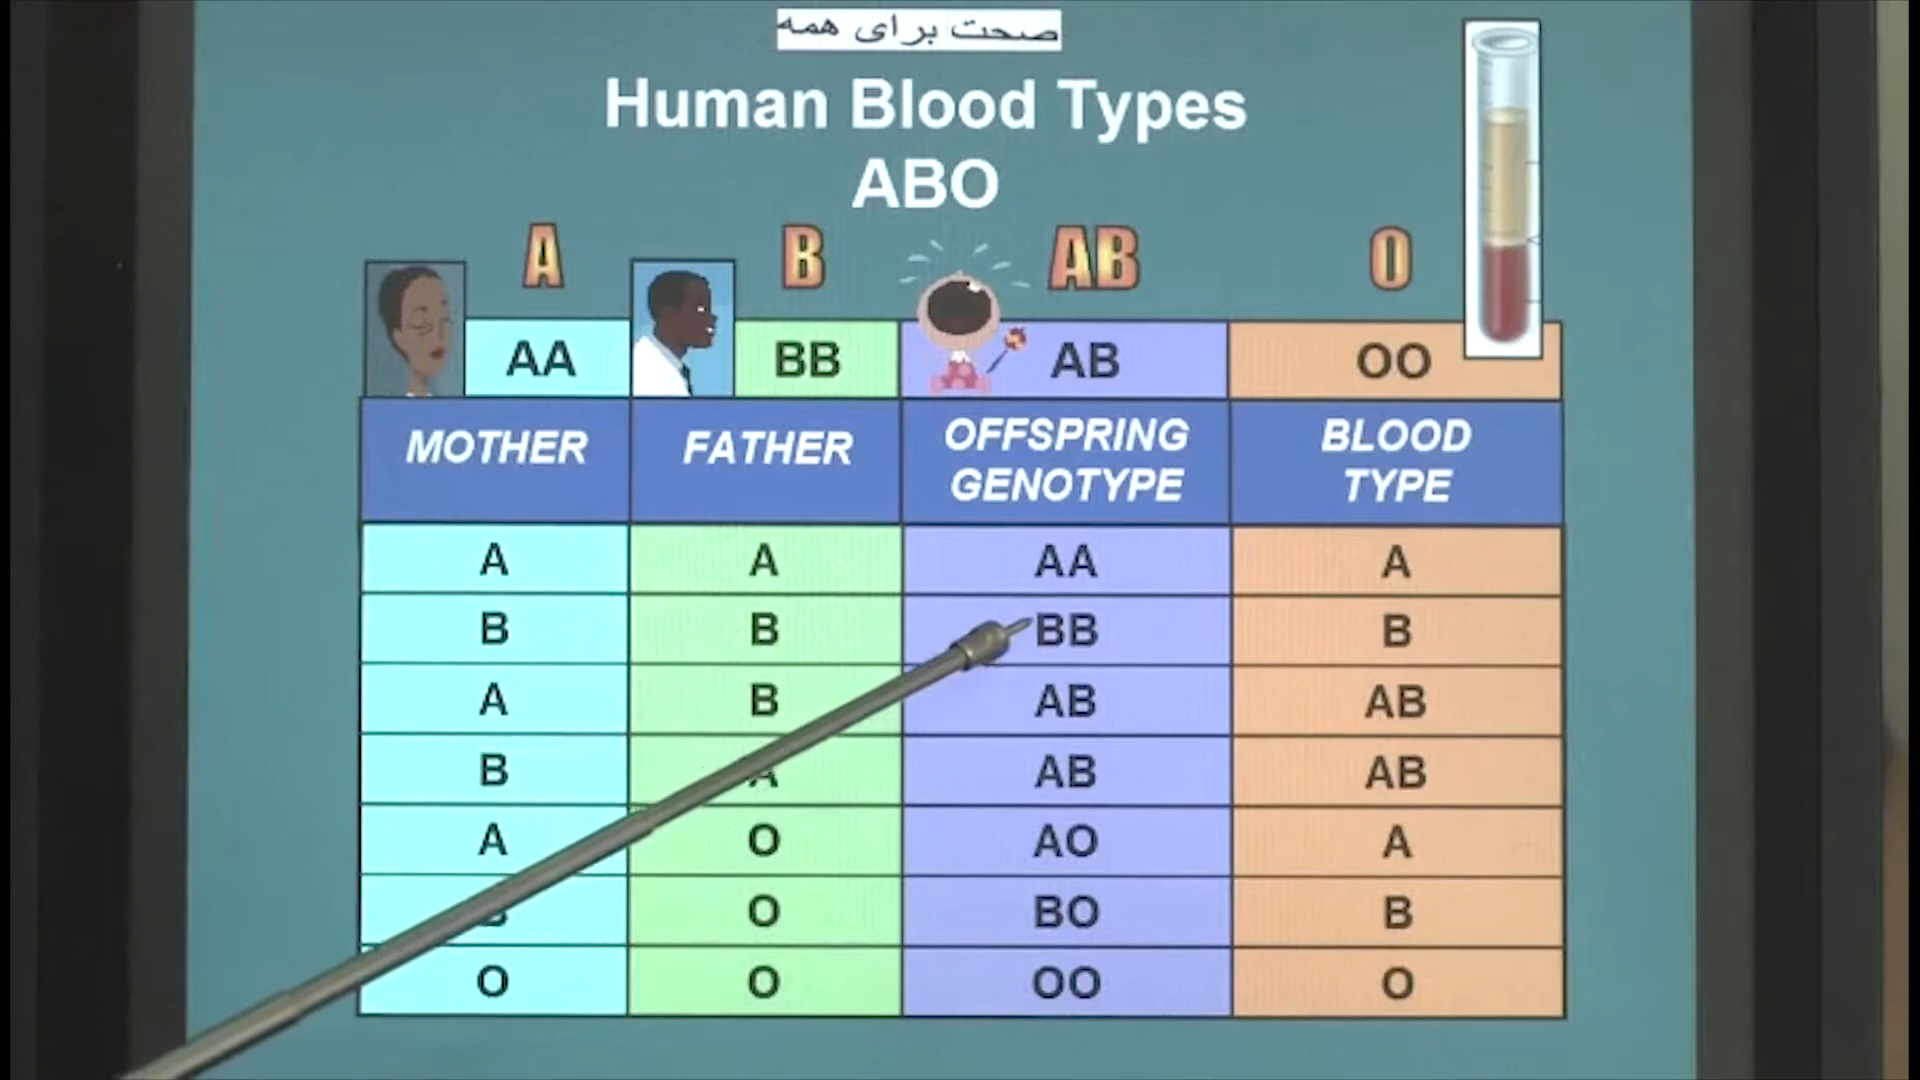 صحت برای همه
Human Blood Types
ABO
A B AB O
AA BB AB OO
MOTHER FATHER OFFSPRING GENOTYPE BLOOD TYPE
A A AA A
B B BB B
A B AB AB
B A AB AB
A O AO A
B O BO B
O O OO O